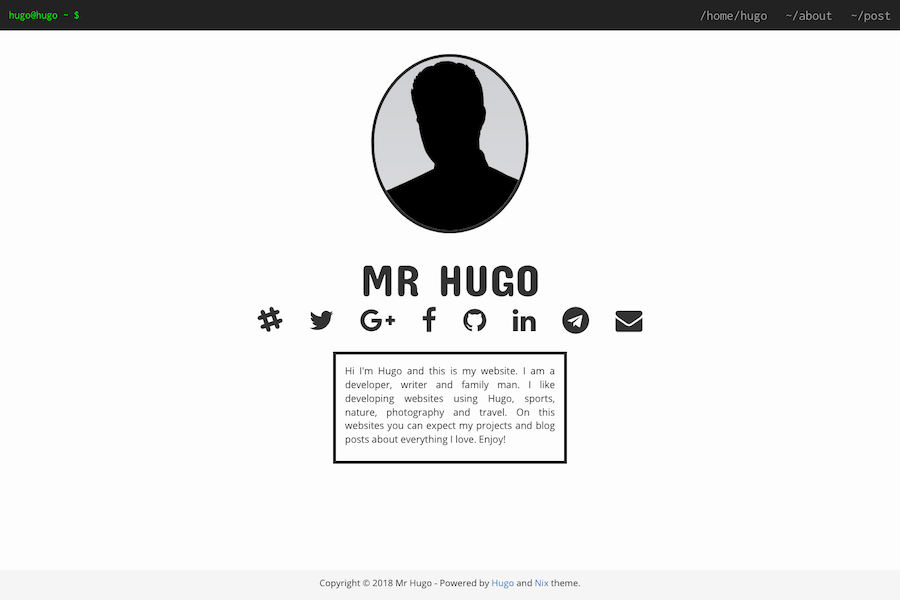 hugo@hugo ~ $
/home/hugo ~/about ~/post
MR HUGO
Hi I'm Hugo and this is my website. I am a
developer, writer and family man. I like
developing websites using Hugo, sports,
nature, photography and travel. On this
websites you can expect my projects and blog
posts about everything I love. Enjoy!
Copyright © 2018 Mr Hugo - Powered by Hugo and Nix theme.